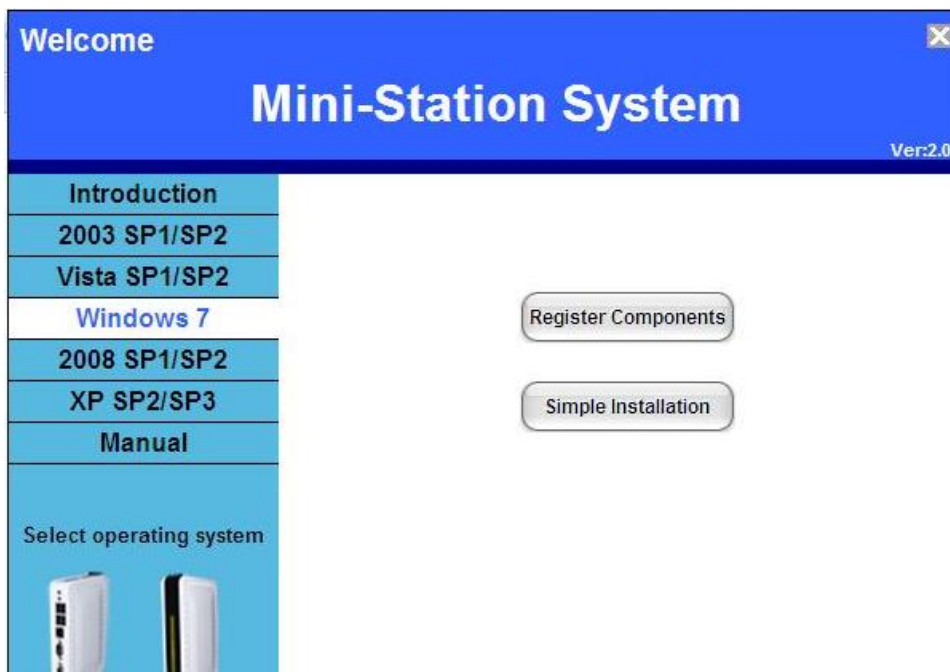 Welcome
Mini-Station System
Ver:2.0
Introduction
2003 SP1/SP2
Vista SP1/SP2
Windows 7
2008 SP1/SP2
XP SP2/SP3
Manual
Select operating system
Register Components
Simple Installation